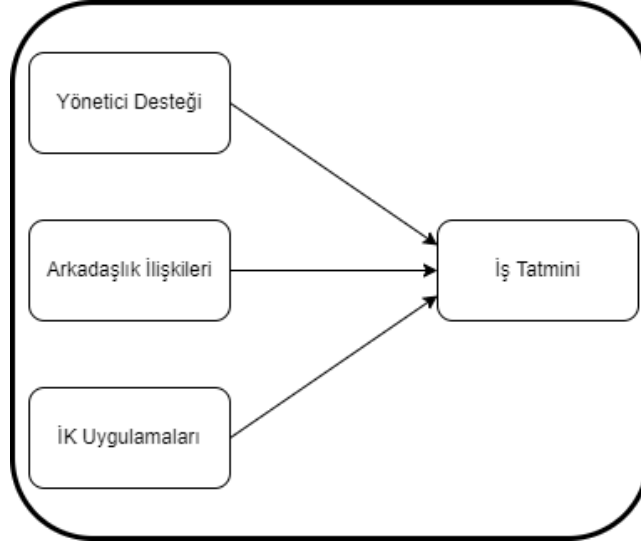 Yönetici Desteği
Arkadaşlık İlişkileri
İş Tatmini
İK Uygulamaları